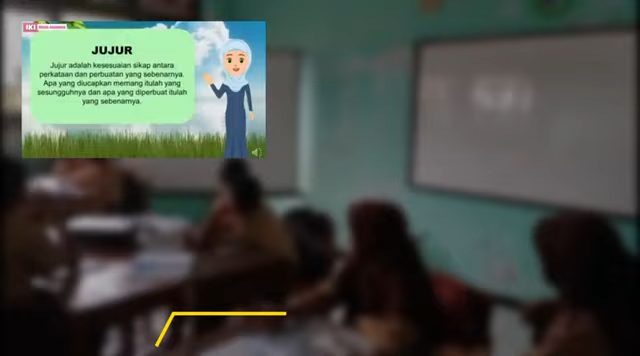 JUJUR
Jujur adalah kesesuaian sikap antara
perkataan dan perbuatan yang sebenarnya.
Apa yang diucapkan memang itulah yang
sesungguhnya dan apa yang diperbuat itulah
yang sebenarnya.